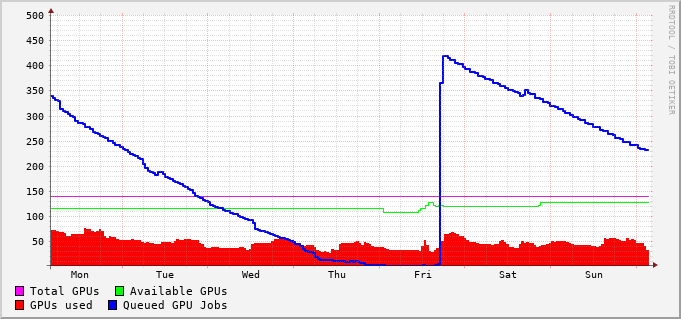 500
450
400
350
300
250
200
150
100
50
Mon Tue Wed Thu Fri Sat Sun
Total GPUs Available GPUs
GPUs used Queued GPU Jobs
RRDTOOL / TOBI OETIKER